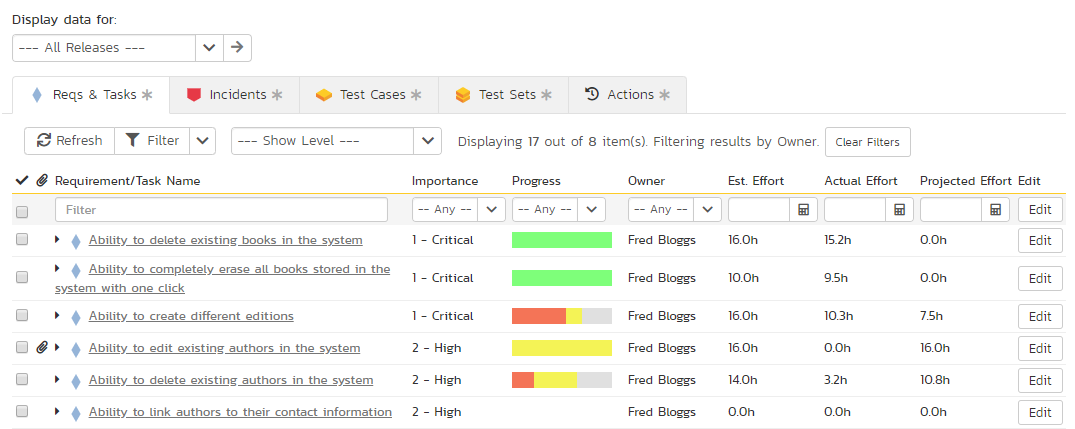 Display data for:
--- All Releases ---
Reqs & Tasks Incidents Test Cases Test Sets Actions
Refresh Filter --- Show Level --- Displaying 17 out of 8 item(s). Filtering results by Owner. Clear Filters
Requirement/Task Name Importance Progress Owner Est. Effort Actual Effort Projected Effort Edit
Filter -- Any -- -- Any -- -- Any -- Edit
Ability to delete existing books in the system 1 - Critical Fred Bloggs 16.0h 15.2h 0.0h Edit
Ability to completely erase all books stored in the
system with one click 1 - Critical Fred Bloggs 10.0h 9.5h 0.0h Edit
Ability to create different editions 1 - Critical Fred Bloggs 16.0h 10.3h 7.5h Edit
Ability to edit existing authors in the system 2 - High Fred Bloggs 16.0h 0.0h 16.0h Edit
Ability to delete existing authors in the system 2 - High Fred Bloggs 14.0h 3.2h 10.8h Edit
Ability to link authors to their contact information 2 - High Fred Bloggs 0.0h 0.0h 0.0h Edit